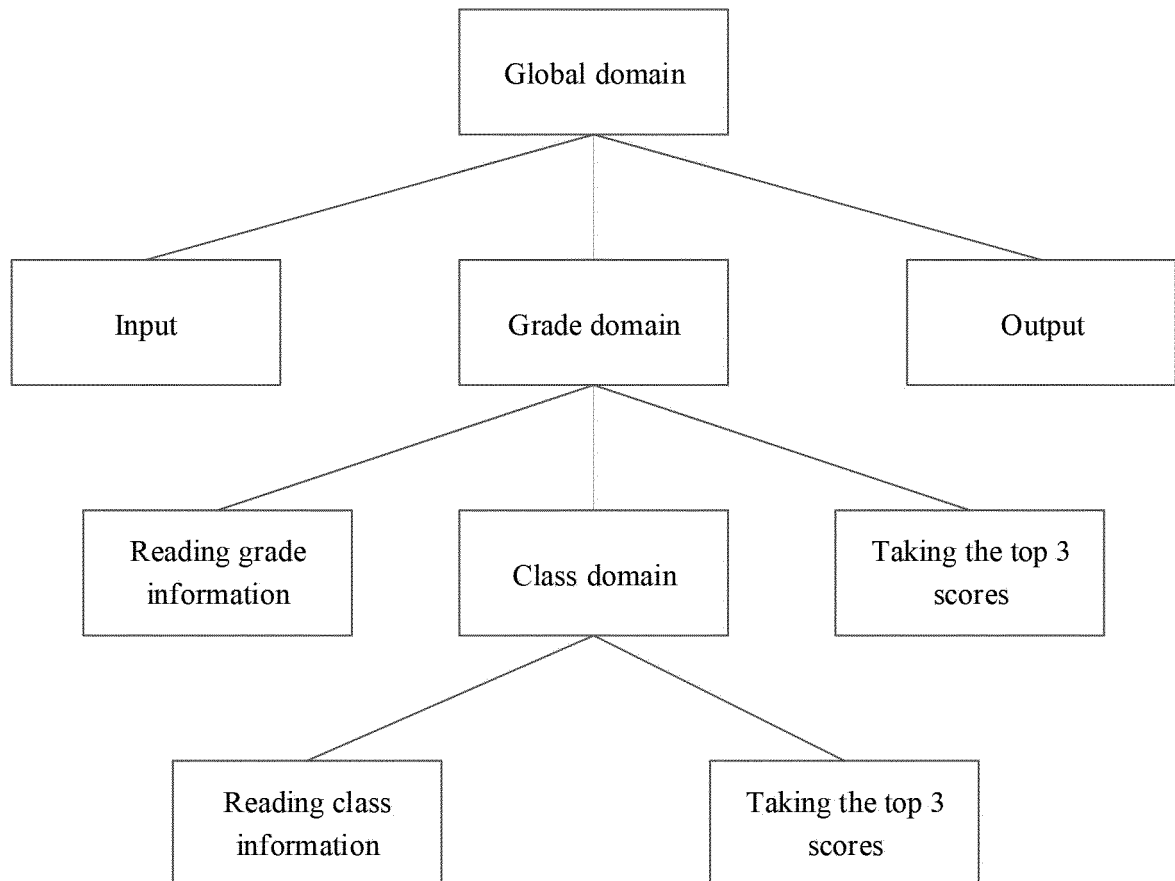 Global domain
Input
Grade domain
Output
Reading grade
information
Class domain
Taking the top 3
scores
Reading class
information
Taking the top 3
scores